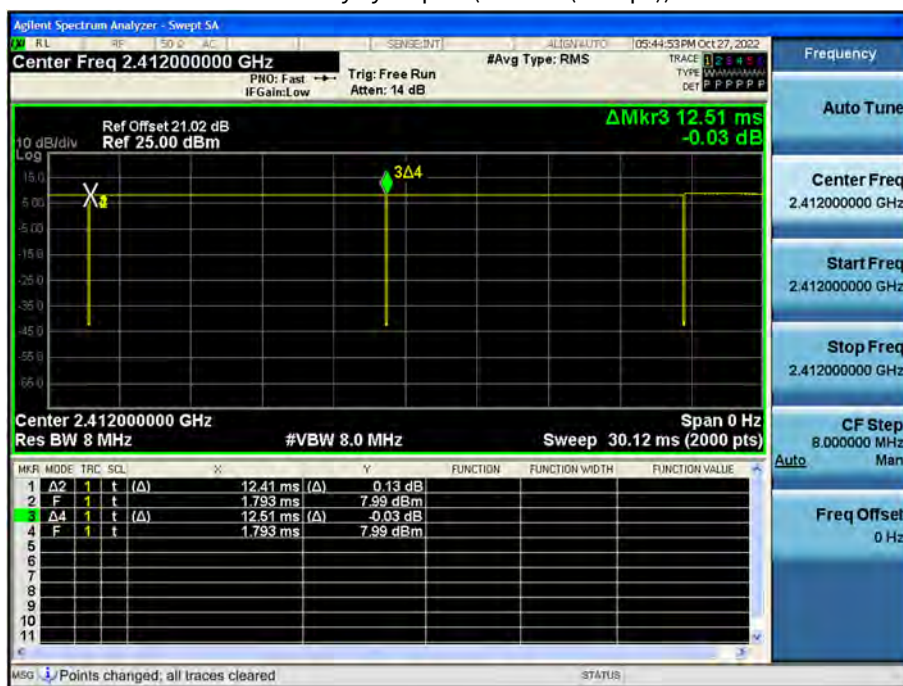 Agilent Spectrum Analyzer - Swept SA
RL RF 50 Ω AC SENSE:INT ALIGN AUTO 05:44:53 PM Oct 27, 2022
Center Freq 2.412000000 GHz #Avg Type: RMS TRACE 1 2 3 4 5 6
PNO: Fast Trig: Free Run TYPE
IFGain:Low Atten: 14 dB DET P P P P P P
Ref Offset 21.02 dB ΔMkr3 12.51 ms
10 dB/div Ref 25.00 dBm -0.03 dB
Log
15.0
5.00
-5.00
-15.0
-25.0
-35.0
-45.0
-55.0
-65.0
3Δ4
Center 2.412000000 GHz Span 0 Hz
Res BW 8 MHz #VBW 8.0 MHz Sweep 30.12 ms (2000 pts)
MKR MODE TRC SCL X Y FUNCTION FUNCTION WIDTH FUNCTION VALUE
1 Δ2 1 t (Δ) 12.41 ms (Δ) 0.13 dB
2 F 1 t 1.793 ms 7.99 dBm
3 Δ4 1 t (Δ) 12.51 ms (Δ) -0.03 dB
4 F 1 t 1.793 ms 7.99 dBm
5
6
7
8
9
10
11
MSG Points changed; all traces cleared STATUS
Frequency
Auto Tune
Center Freq
2.412000000 GHz
Start Freq
2.412000000 GHz
Stop Freq
2.412000000 GHz
CF Step
8.000000 MHz
Auto Man
Freq Offset
0 Hz